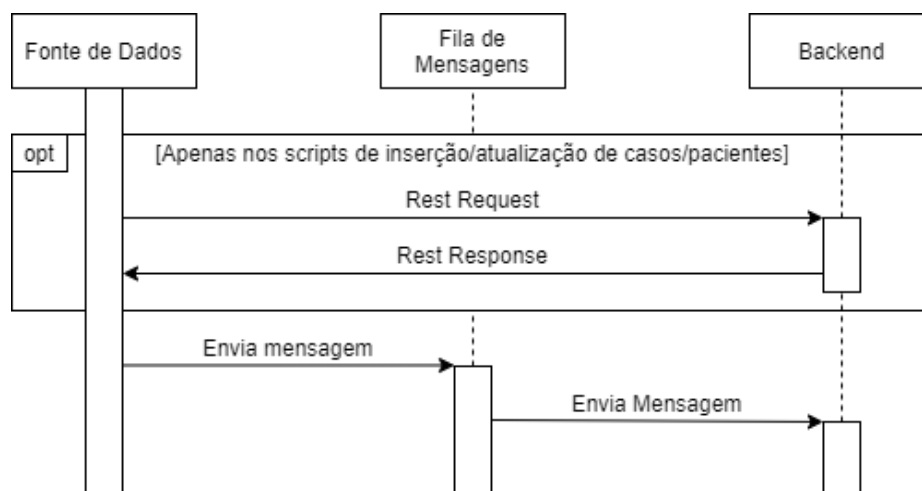 Fonte de Dados
Fila de
Mensagens
Backend
opt
[Apenas nos scripts de inserção/atualização de casos/pacientes]
Rest Request
Rest Response
Envia mensagem
Envia Mensagem